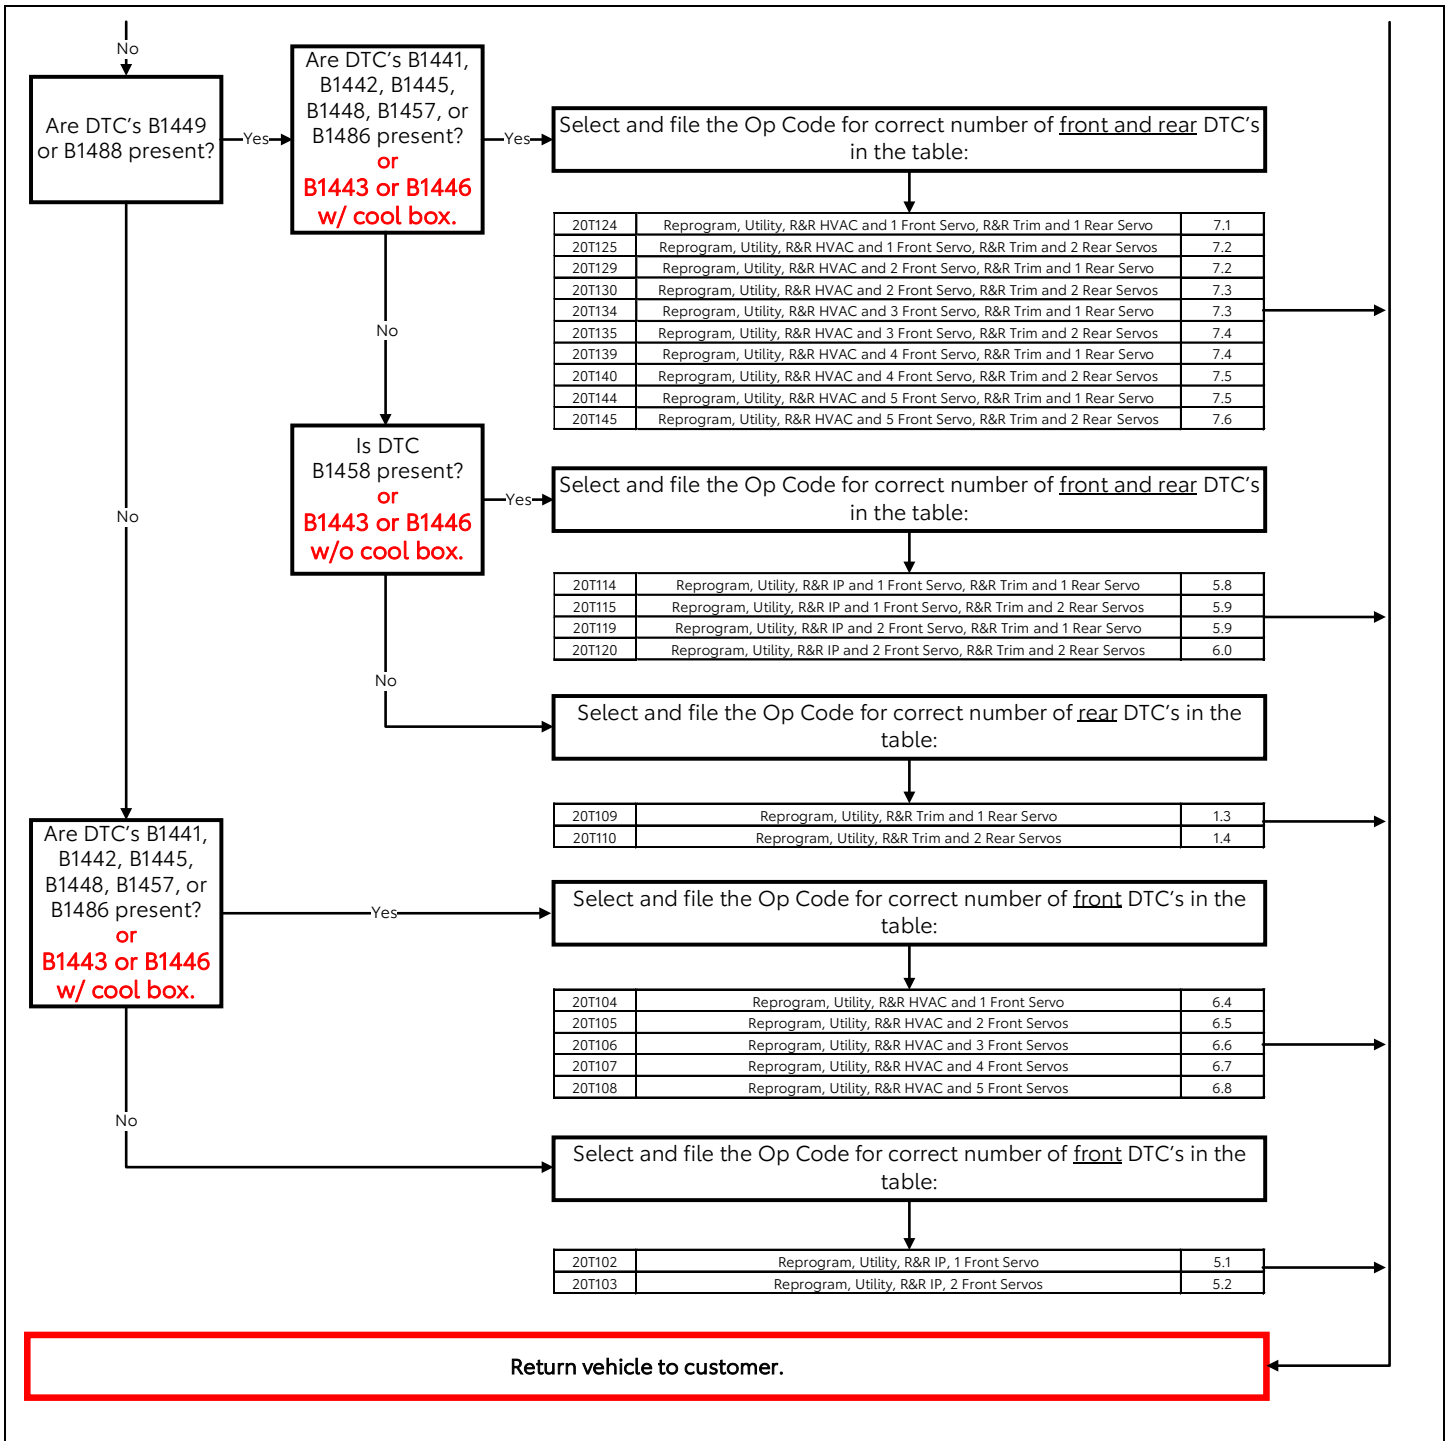 No
Are DTC's B1449
or B1488 present?
Yes
Are DTC's B1441,
B1442, B1445,
B1448, B1457, or
B1486 present?
or
B1443 or B1446
w/ cool box.
Yes
Select and file the Op Code for correct number of front and rear DTC's
in the table:
20T124 Reprogram, Utility, R&R HVAC and 1 Front Servo, R&R Trim and 1 Rear Servo 7.1
20T125 Reprogram, Utility, R&R HVAC and 1 Front Servo, R&R Trim and 2 Rear Servos 7.2
20T129 Reprogram, Utility, R&R HVAC and 2 Front Servo, R&R Trim and 1 Rear Servo 7.2
20T130 Reprogram, Utility, R&R HVAC and 2 Front Servo, R&R Trim and 2 Rear Servos 7.3
20T134 Reprogram, Utility, R&R HVAC and 3 Front Servo, R&R Trim and 1 Rear Servo 7.3
20T135 Reprogram, Utility, R&R HVAC and 3 Front Servo, R&R Trim and 2 Rear Servos 7.4
20T139 Reprogram, Utility, R&R HVAC and 4 Front Servo, R&R Trim and 1 Rear Servo 7.4
20T140 Reprogram, Utility, R&R HVAC and 4 Front Servo, R&R Trim and 2 Rear Servos 7.5
20T144 Reprogram, Utility, R&R HVAC and 5 Front Servo, R&R Trim and 1 Rear Servo 7.5
20T145 Reprogram, Utility, R&R HVAC and 5 Front Servo, R&R Trim and 2 Rear Servos 7.6
No
Is DTC
B1458 present?
or
B1443 or B1446
w/o cool box.
Yes
Select and file the Op Code for correct number of front and rear DTC's
in the table:
20T114 Reprogram, Utility, R&R IP and 1 Front Servo, R&R Trim and 1 Rear Servo 5.8
20T115 Reprogram, Utility, R&R IP and 1 Front Servo, R&R Trim and 2 Rear Servos 5.9
20T119 Reprogram, Utility, R&R IP and 2 Front Servo, R&R Trim and 1 Rear Servo 5.9
20T120 Reprogram, Utility, R&R IP and 2 Front Servo, R&R Trim and 2 Rear Servos 6.0
No
Select and file the Op Code for correct number of rear DTC's in the
table:
20T109 Reprogram, Utility, R&R Trim and 1 Rear Servo 1.3
20T110 Reprogram, Utility, R&R Trim and 2 Rear Servos 1.4
No
Are DTC's B1441,
B1442, B1445,
B1448, B1457, or
B1486 present?
or
B1443 or B1446
w/ cool box.
Yes
Select and file the Op Code for correct number of front DTC's in the
table:
20T104 Reprogram, Utility, R&R HVAC and 1 Front Servo 6.4
20T105 Reprogram, Utility, R&R HVAC and 2 Front Servos 6.5
20T106 Reprogram, Utility, R&R HVAC and 3 Front Servos 6.6
20T107 Reprogram, Utility, R&R HVAC and 4 Front Servos 6.7
20T108 Reprogram, Utility, R&R HVAC and 5 Front Servos 6.8
No
Select and file the Op Code for correct number of front DTC's in the
table:
20T102 Reprogram, Utility, R&R IP, 1 Front Servo 5.1
20T103 Reprogram, Utility, R&R IP, 2 Front Servos 5.2
Return vehicle to customer.